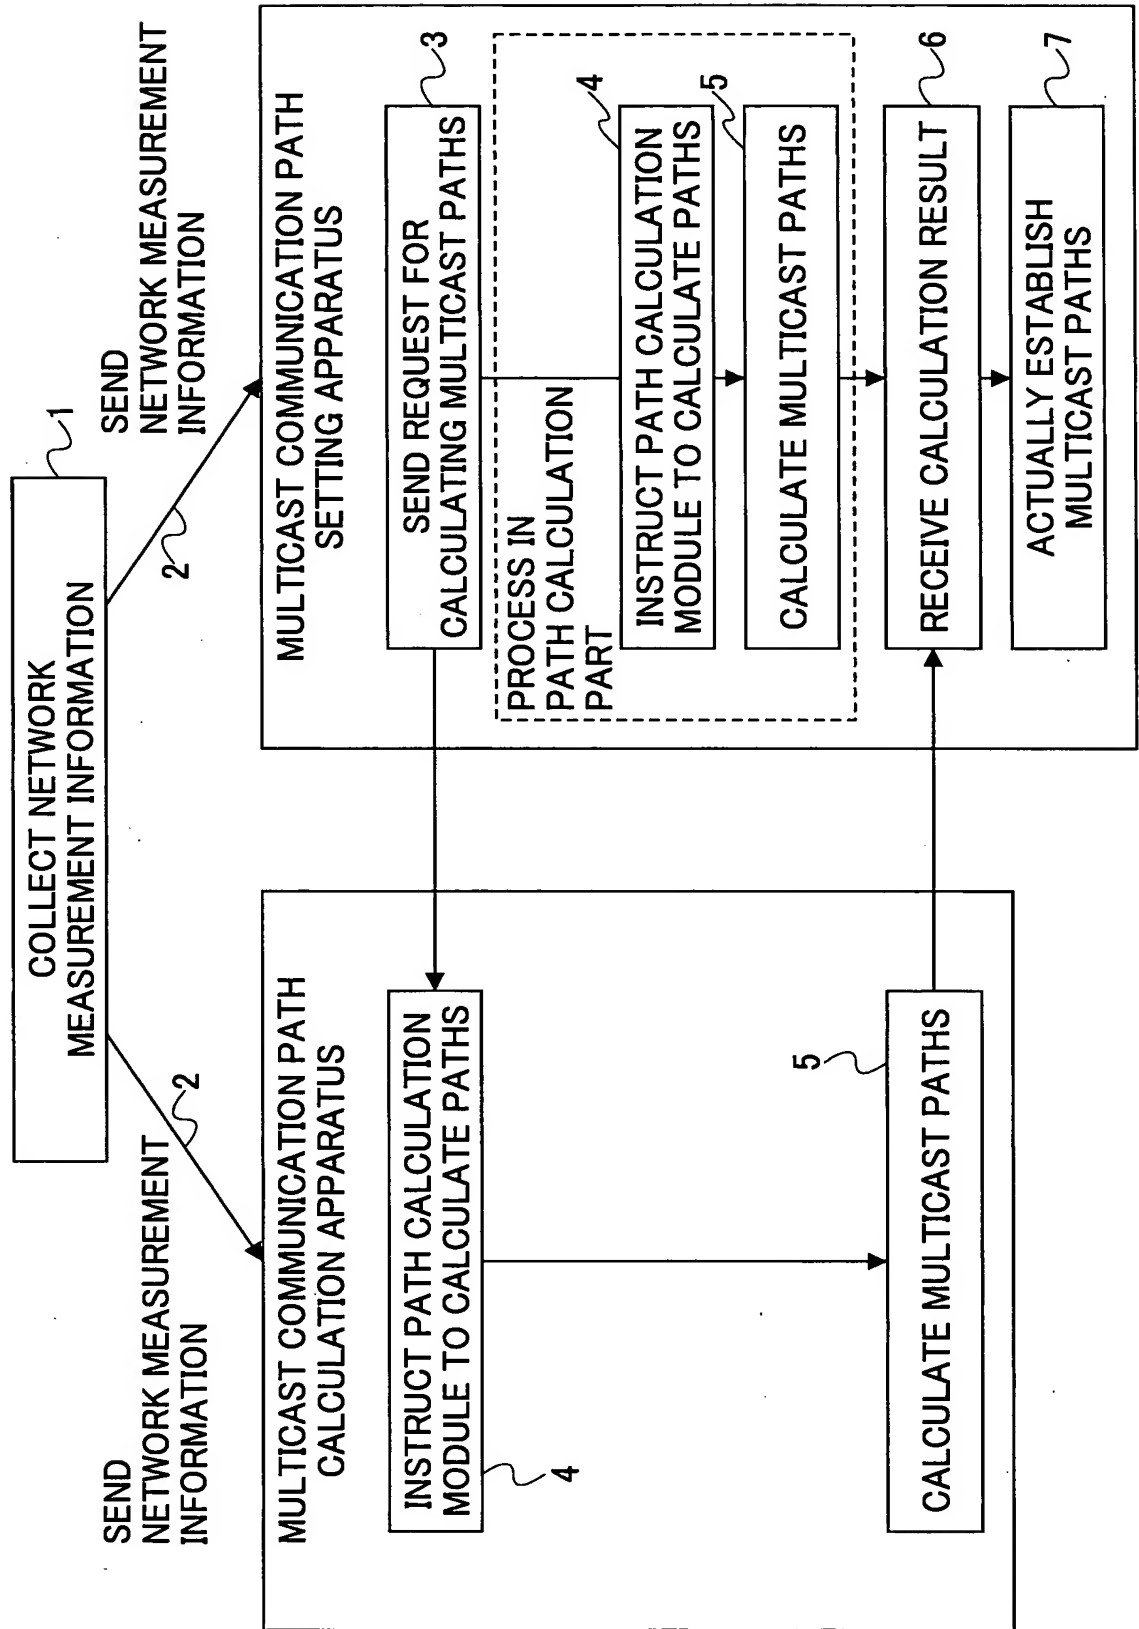 COLLECT NETWORK
MEASUREMENT INFORMATION
1
SEND
NETWORK MEASUREMENT
INFORMATION
2
SEND
NETWORK MEASUREMENT
INFORMATION
2
MULTICAST COMMUNICATION PATH
CALCULATION APPARATUS
INSTRUCT PATH CALCULATION
MODULE TO CALCULATE PATHS
4
CALCULATE MULTICAST PATHS
5
MULTICAST COMMUNICATION PATH
SETTING APPARATUS
SEND REQUEST FOR
CALCULATING MULTICAST PATHS
3
PROCESS IN
PATH CALCULATION
PART
INSTRUCT PATH CALCULATION
MODULE TO CALCULATE PATHS
4
CALCULATE MULTICAST PATHS
5
RECEIVE CALCULATION RESULT
6
ACTUALLY ESTABLISH
MULTICAST PATHS
7